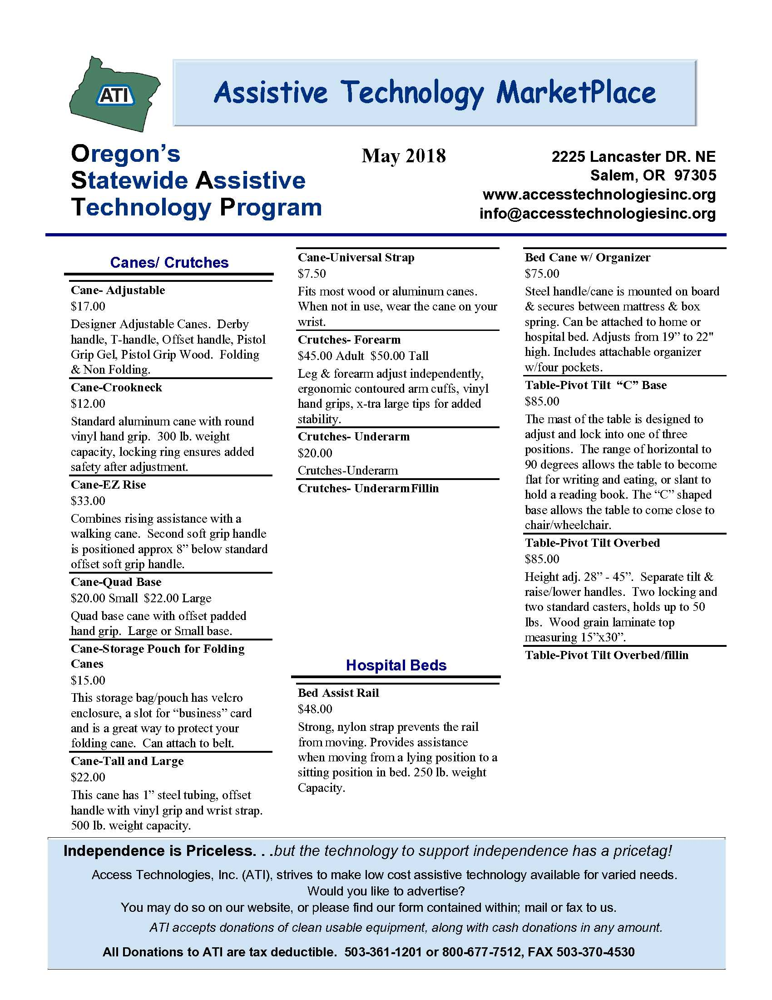 ATI
Assistive Technology MarketPlace
Oregon’s
Statewide Assistive
Technology Program
May 2018
2225 Lancaster DR. NE
Salem, OR  97305
www.accesstechnologiesinc.org
info@accesstechnologiesinc.org
Canes/ Crutches
Cane- Adjustable
$17.00
Designer Adjustable Canes.  Derby
handle, T-handle, Offset handle, Pistol
Grip Gel, Pistol Grip Wood.  Folding
& Non Folding.
Cane-Crookneck
$12.00
Standard aluminum cane with round
vinyl hand grip.  300 lb. weight
capacity, locking ring ensures added
safety after adjustment.
Cane-EZ Rise
$33.00
Combines rising assistance with a
walking cane.  Second soft grip handle
is positioned approx 8” below standard
offset soft grip handle.
Cane-Quad Base
$20.00 Small  $22.00 Large
Quad base cane with offset padded
hand grip.  Large or Small base.
Cane-Storage Pouch for Folding
Canes
$15.00
This storage bag/pouch has velcro
enclosure, a slot for “business” card
and is a great way to protect your
folding cane.  Can attach to belt.
Cane-Tall and Large
$22.00
This cane has 1” steel tubing, offset
handle with vinyl grip and wrist strap.
500 lb. weight capacity.
Cane-Universal Strap
$7.50
Fits most wood or aluminum canes.
When not in use, wear the cane on your
wrist.
Crutches- Forearm
$45.00 Adult  $50.00 Tall
Leg & forearm adjust independently,
ergonomic contoured arm cuffs, vinyl
hand grips, x-tra large tips for added
stability.
Crutches- Underarm
$20.00
Crutches-Underarm
Crutches- UnderarmFillin
Hospital Beds
Bed Assist Rail
$48.00
Strong, nylon strap prevents the rail
from moving. Provides assistance
when moving from a lying position to a
sitting position in bed. 250 lb. weight
Capacity.
Bed Cane w/ Organizer
$75.00
Steel handle/cane is mounted on board
& secures between mattress & box
spring. Can be attached to home or
hospital bed. Adjusts from 19” to 22"
high. Includes attachable organizer
w/four pockets.
Table-Pivot Tilt  “C” Base
$85.00
The mast of the table is designed to
adjust and lock into one of three
positions.  The range of horizontal to
90 degrees allows the table to become
flat for writing and eating, or slant to
hold a reading book. The “C” shaped
base allows the table to come close to
chair/wheelchair.
Table-Pivot Tilt Overbed
$85.00
Height adj. 28” - 45”.  Separate tilt &
raise/lower handles.  Two locking and
two standard casters, holds up to 50
lbs.  Wood grain laminate top
measuring 15”x30”.
Table-Pivot Tilt Overbed/fillin
Independence is Priceless. . .but the technology to support independence has a pricetag!
Access Technologies, Inc. (ATI), strives to make low cost assistive technology available for varied needs.
Would you like to advertise?
You may do so on our website, or please find our form contained within; mail or fax to us.
ATI accepts donations of clean usable equipment, along with cash donations in any amount.
All Donations to ATI are tax deductible.  503-361-1201 or 800-677-7512, FAX 503-370-4530